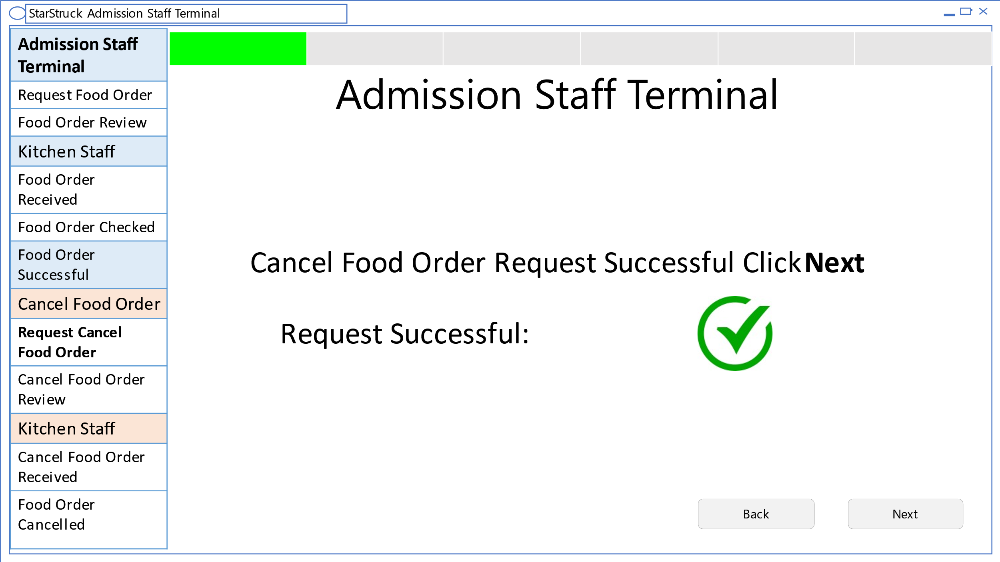 StarStruck Admission Staff Terminal
Admission Staff
Terminal
Request Food Order
Food Order Review
Kitchen Staff
Food Order
Received
Food Order Checked
Food Order
Successful
Cancel Food Order
Request Cancel
Food Order
Cancel Food Order
Review
Kitchen Staff
Cancel Food Order
Received
Food Order
Cancelled
Admission Staff Terminal
Cancel Food Order Request Successful Click Next
Request Successful:
Back
Next